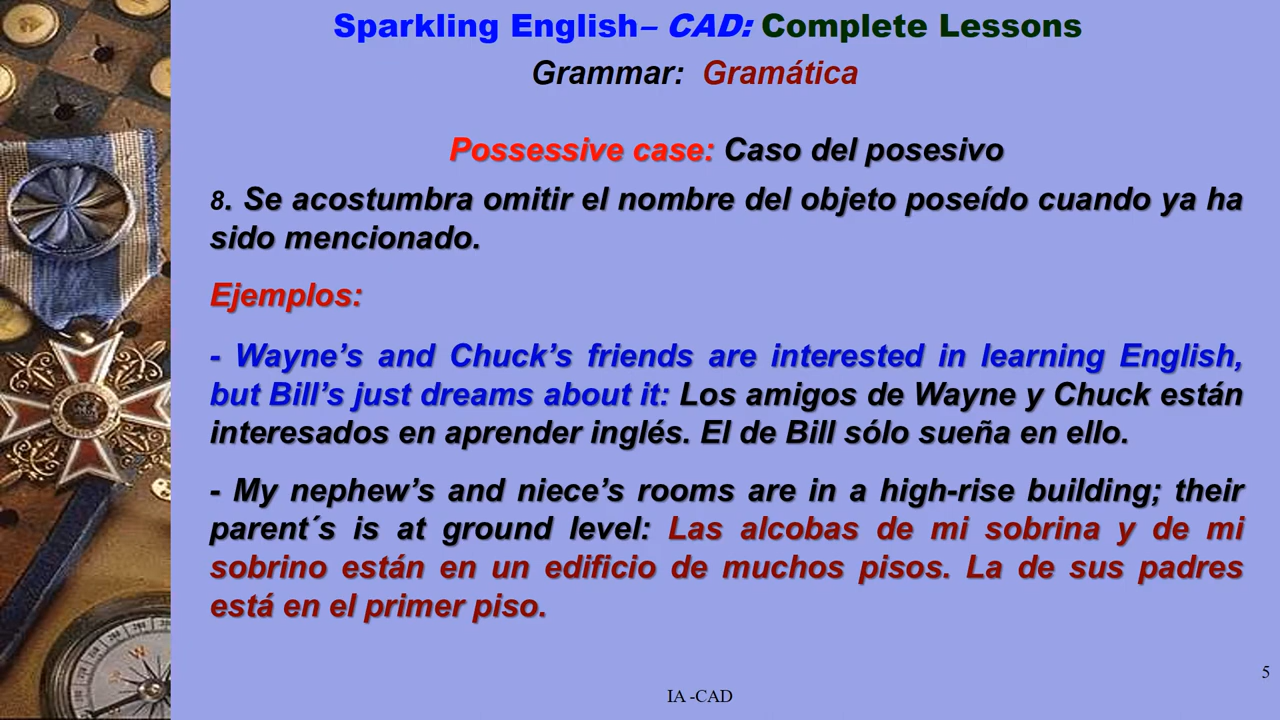 Sparkling English– CAD: Complete Lessons
Grammar: Gramática
Possessive case: Caso del posesivo
8. Se acostumbra omitir el nombre del objeto poseído cuando ya ha
sido mencionado.
Ejemplos:
- Wayne’s and Chuck’s friends are interested in learning English,
but Bill’s just dreams about it: Los amigos de Wayne y Chuck están
interesados en aprender inglés. El de Bill sólo sueña en ello.
- My nephew’s and niece’s rooms are in a high-rise building; their
parent´s is at ground level: Las alcobas de mi sobrina y de mi
sobrino están en un edificio de muchos pisos. La de sus padres
está en el primer piso.
5
IA -CAD